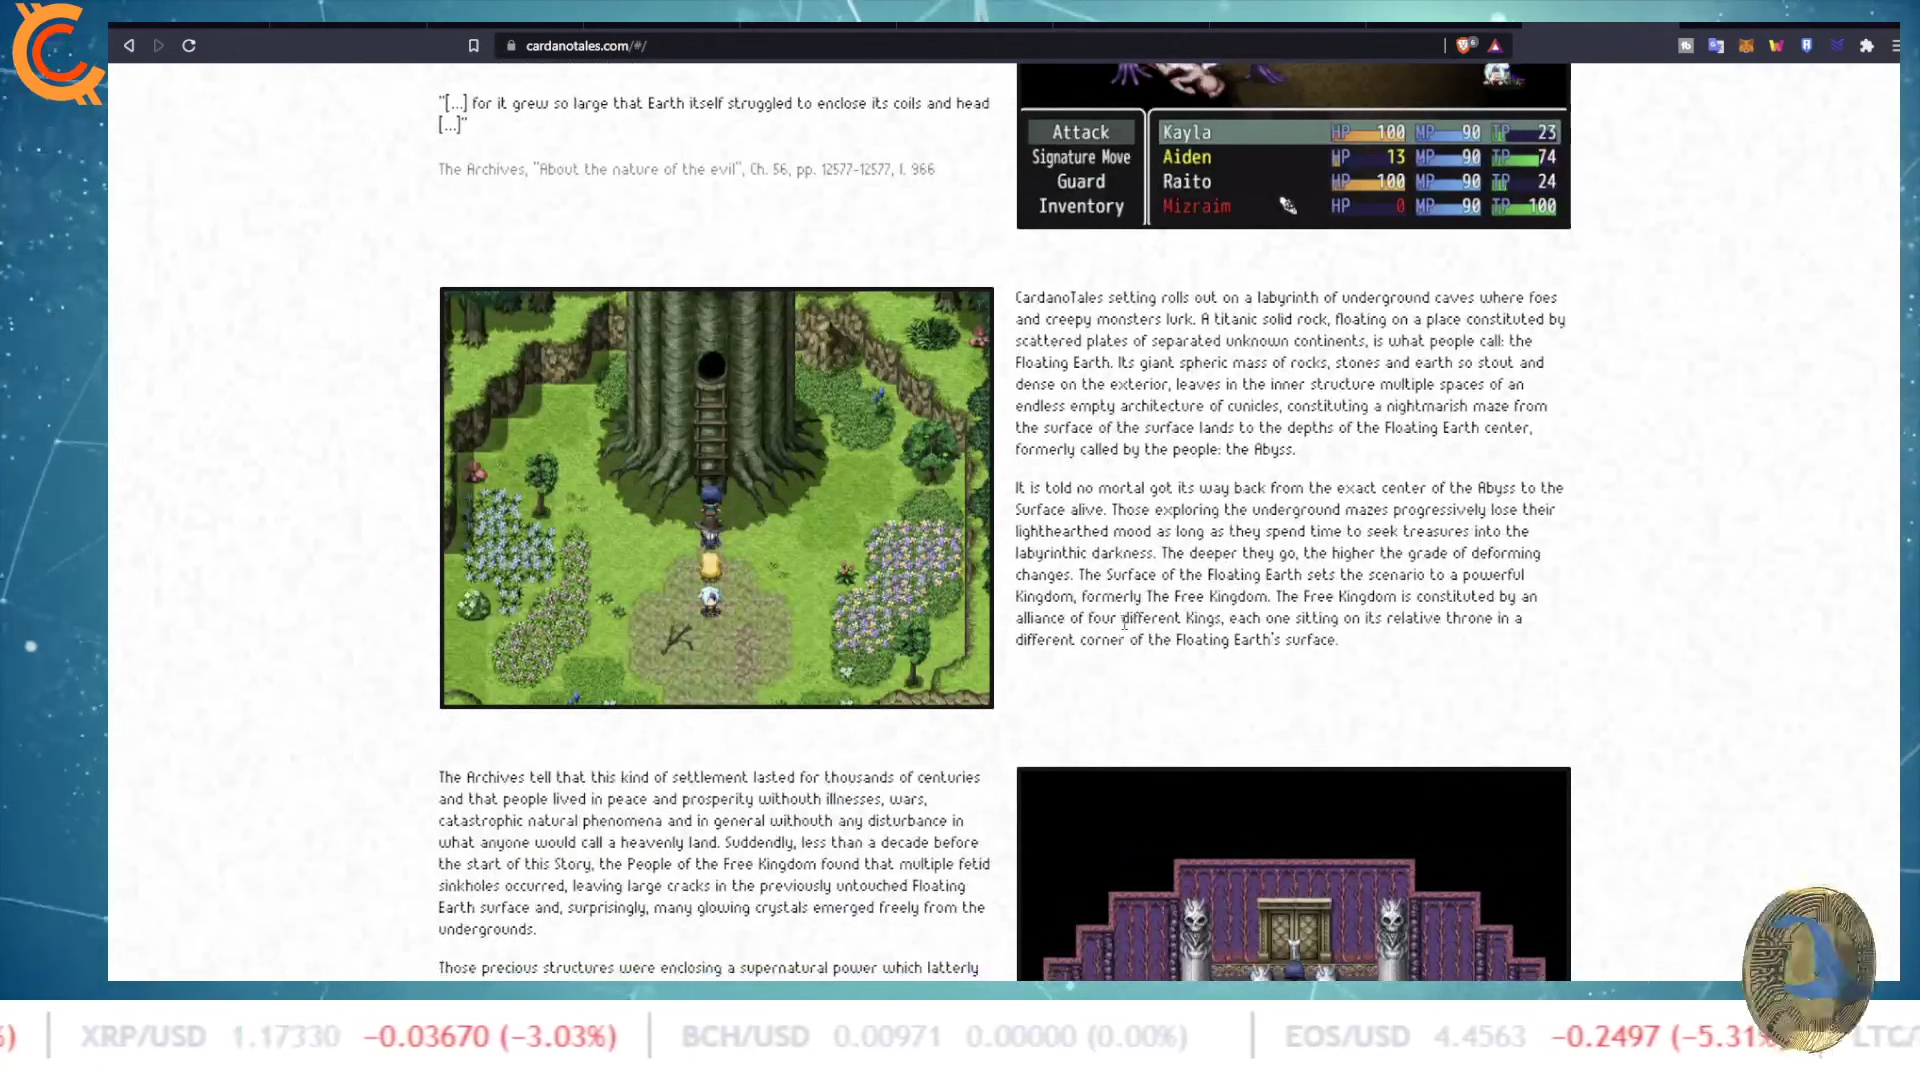 cardanotales.com/#/
"[...] for it grew so large that Earth itself struggled to enclose its coils and head
[...]"
The Archives, "About the nature of the evil", Ch. 56, pp. 12577-12577, l. 966
Attack
Signature Move
Guard
Inventory
Kayla HP 100 MP 90 TP 23
Aiden HP 13 MP 90 TP 74
Raito HP 100 MP 90 TP 24
Mizraim HP 0 MP 90 TP 100
CardanoTales setting rolls out on a labyrinth of underground caves where foes
and creepy monsters lurk. A titanic solid rock, floating on a place constituted by
scattered plates of separated unknown continents, is what people call: the
Floating Earth. Its giant spheric mass of rocks, stones and earth so stout and
dense on the exterior, leaves in the inner structure multiple spaces of an
endless empty architecture of cunicles, constituting a nightmarish maze from
the surface of the surface lands to the depths of the Floating Earth center,
formerly called by the people: the Abyss.
It is told no mortal got its way back from the exact center of the Abyss to the
Surface alive. Those exploring the underground mazes progressively lose their
lighthearthed mood as long as they spend time to seek treasures into the
labyrinthic darkness. The deeper they go, the higher the grade of deforming
changes. The Surface of the Floating Earth sets the scenario to a powerful
Kingdom, formerly The Free Kingdom. The Free Kingdom is constituted by an
alliance of four different Kings, each one sitting on its relative throne in a
different corner of the Floating Earth's surface.
The Archives tell that this kind of settlement lasted for thousands of centuries
and that people lived in peace and prosperity withouth illnesses, wars,
catastrophic natural phenomena and in general withouth any disturbance in
what anyone would call a heavenly land. Suddendly, less than a decade before
the start of this Story, the People of the Free Kingdom found that multiple fetid
sinkholes occurred, leaving large cracks in the previously untouched Floating
Earth surface and, surprisingly, many glowing crystals emerged freely from the
undergrounds.
Those precious structures were enclosing a supernatural power which latterly
%) XRP/USD 1.17330 -0.03670 (-3.03%) BCH/USD 0.00971 0.00000 (0.00%) EOS/USD 4.4563 -0.2497 (-5.31% LTC/